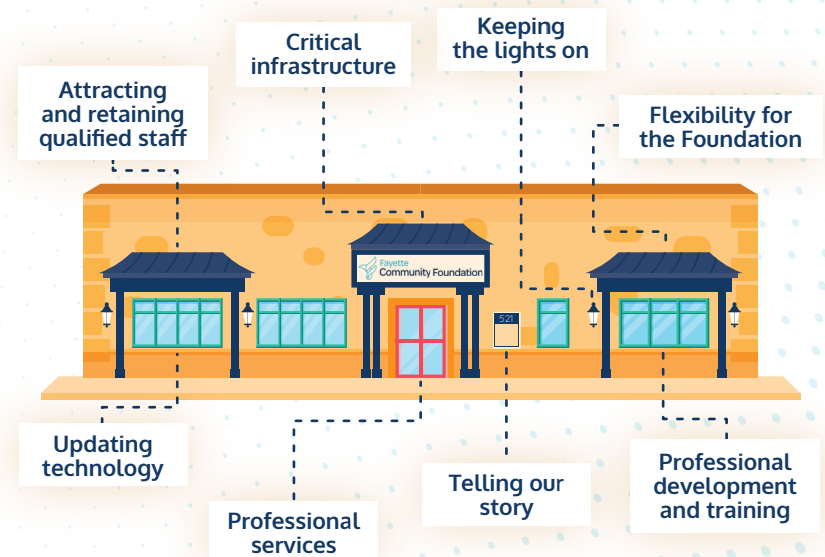 Keeping
the lights on
Critical
infrastructure
Attracting
and retaining
qualified staff
Flexibility for
the Foundation
Fayette
Community Foundation
521
Updating
technology
Professional
services
Telling our
story
Professional
development
and training